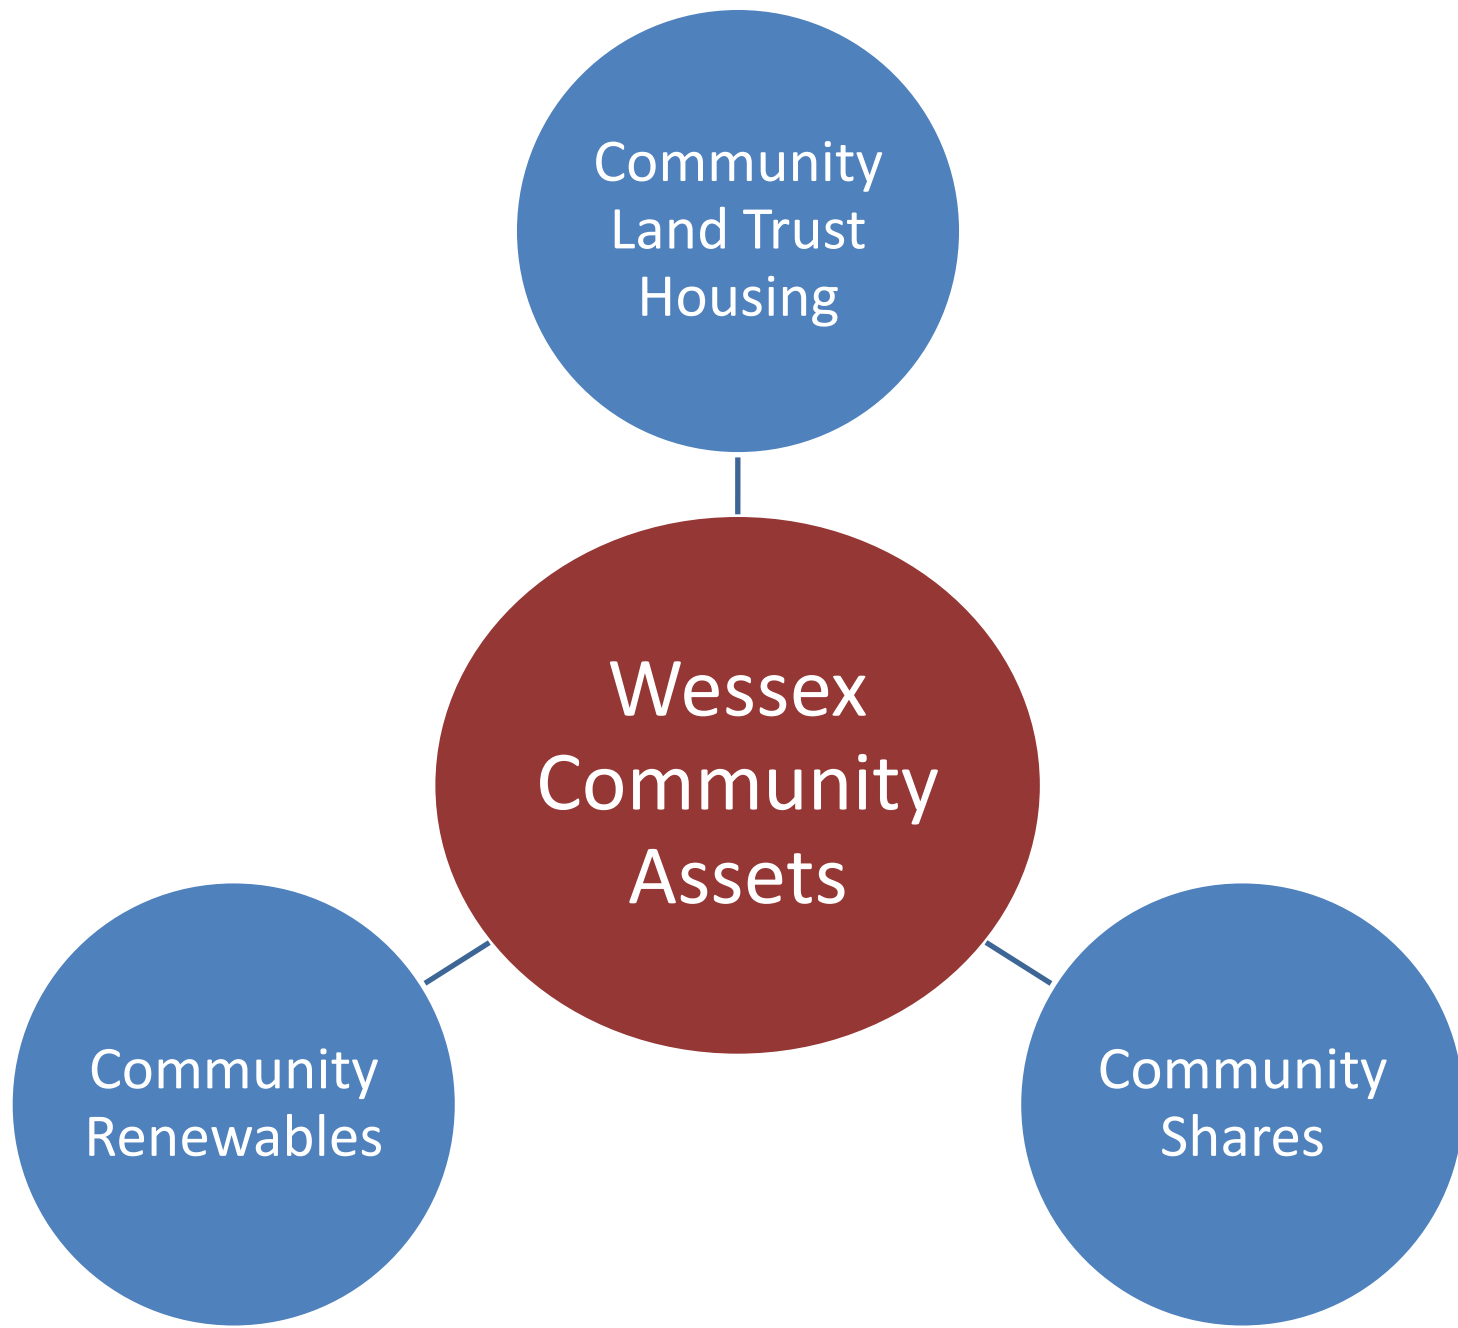 Community
Land Trust
Housing
Wessex
Community
Assets
Community
Renewables
Community
Shares